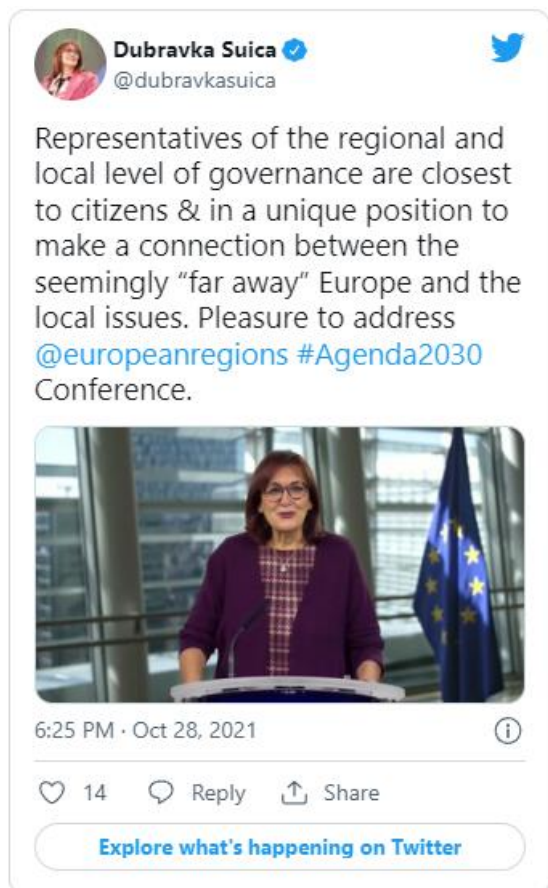 Dubravka Suica
@dubravkasuica
Representatives of the regional and
local level of governance are closest
to citizens & in a unique position to
make a connection between the
seemingly “far away” Europe and the
local issues. Pleasure to address
@europeanregions #Agenda2030
Conference.
6:25 PM · Oct 28, 2021
14 Reply Share
Explore what's happening on Twitter